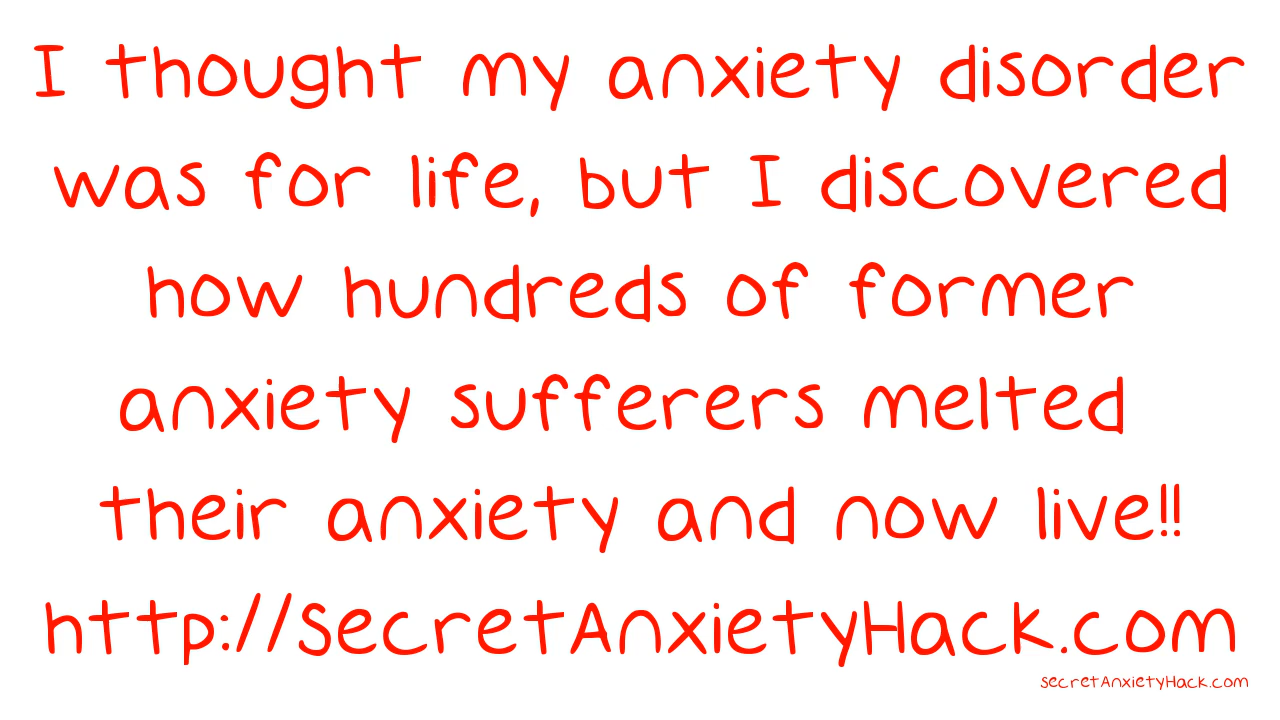 I thought my anxiety disorder
was for life, but I discovered
how hundreds of former
anxiety sufferers melted
their anxiety and now live!!
http://SecretAnxietyHack.com
SecretAnxietyHack.com